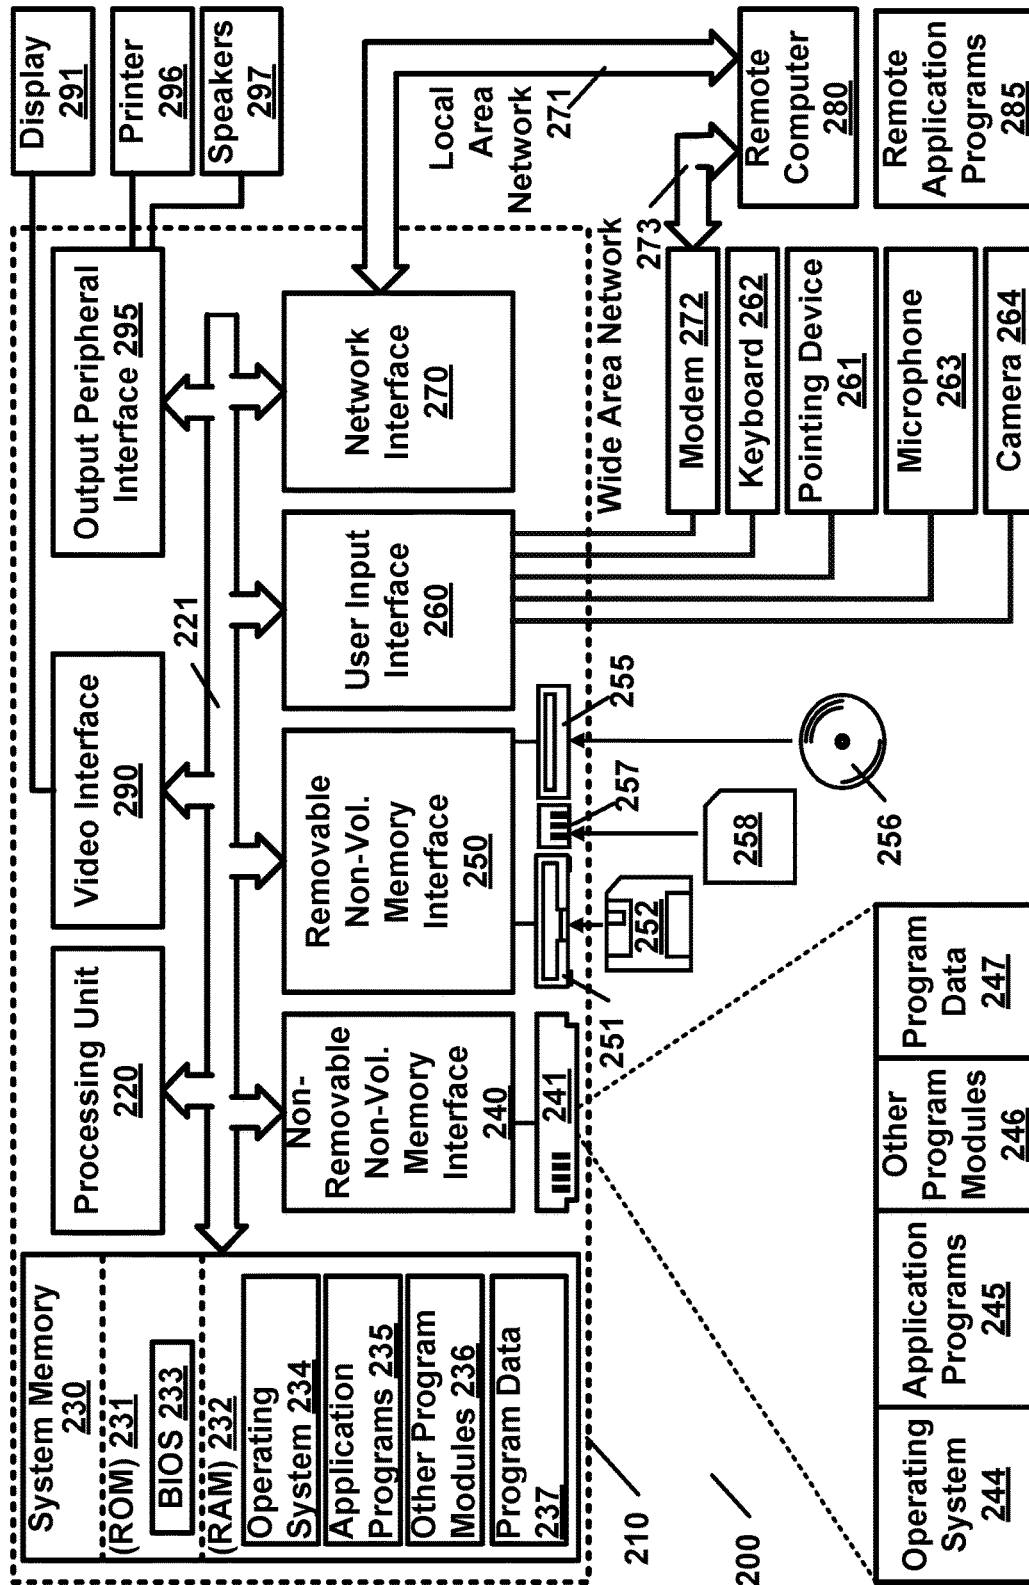 System Memory
230
(ROM) 231
BIOS 233
(RAM) 232
Operating
System 234
Application
Programs 235
Other Program
Modules 236
Program Data
237
Processing Unit
220
Video Interface
290
Output Peripheral
Interface 295
Display
291
Printer
296
Speakers
297
221
Non-
Removable
Non-Vol.
Memory
Interface
240
Removable
Non-Vol.
Memory
Interface
250
User Input
Interface
260
Network
Interface
270
Local
Area
Network
271
241
251
252
257
255
258
256
210
200
Wide Area Network
273
Modem 272
Keyboard 262
Pointing Device
261
Microphone
263
Camera 264
Remote
Computer
280
Remote
Application
Programs
285
Operating
System
244
Application
Programs
245
Other
Program
Modules
246
Program
Data
247